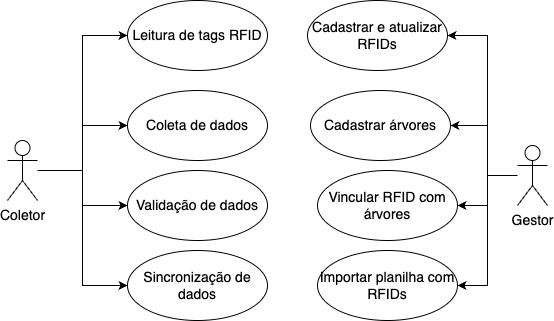 Leitura de tags RFID
Coleta de dados
Validação de dados
Sincronização de
dados
Coletor
Cadastrar e atualizar
RFIDs
Cadastrar árvores
Vincular RFID com
árvores
Importar planilha com
RFIDs
Gestor